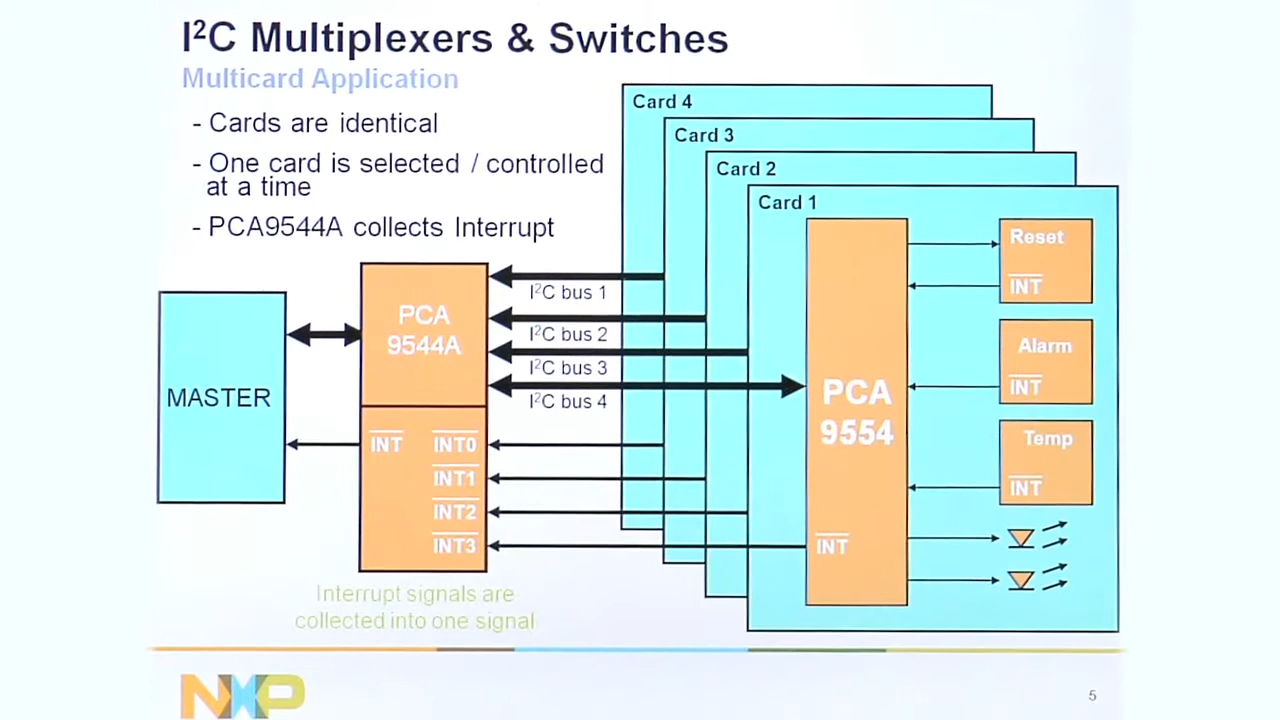 I²C Multiplexers & Switches
Multicard Application
- Cards are identical
- One card is selected / controlled
at a time
- PCA9544A collects Interrupt
Card 4
Card 3
Card 2
Card 1
MASTER
PCA
9544A
I²C bus 1
I²C bus 2
I²C bus 3
I²C bus 4
INT
INT0
INT1
INT2
INT3
PCA
9554
INT
Reset
INT
Alarm
INT
Temp
INT
Interrupt signals are
collected into one signal
NXP
5